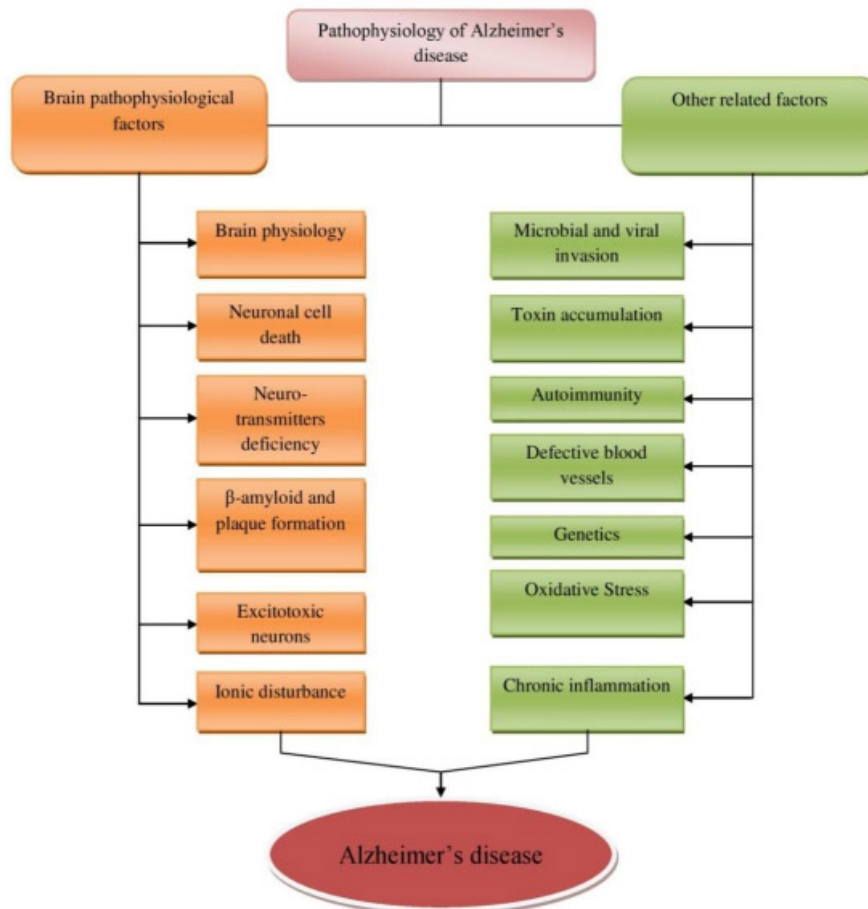 Pathophysiology of Alzheimer's
disease
Brain pathophysiological
factors
Other related factors
Brain physiology
Neuronal cell
death
Neuro-
transmitters
deficiency
β-amyloid and
plaque formation
Excitotoxic
neurons
Ionic disturbance
Microbial and viral
invasion
Toxin accumulation
Autoimmunity
Defective blood
vessels
Genetics
Oxidative Stress
Chronic inflammation
Alzheimer's disease